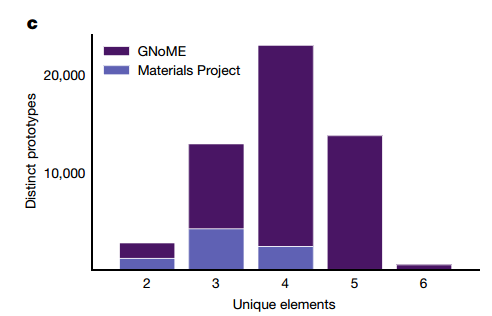 c
GNoME
Materials Project
20,000
10,000
Distinct prototypes
2 3 4 5 6
Unique elements